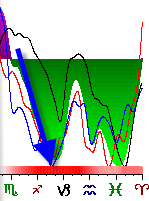 ♏ ♐ ♑ ♒ ♓ ♈